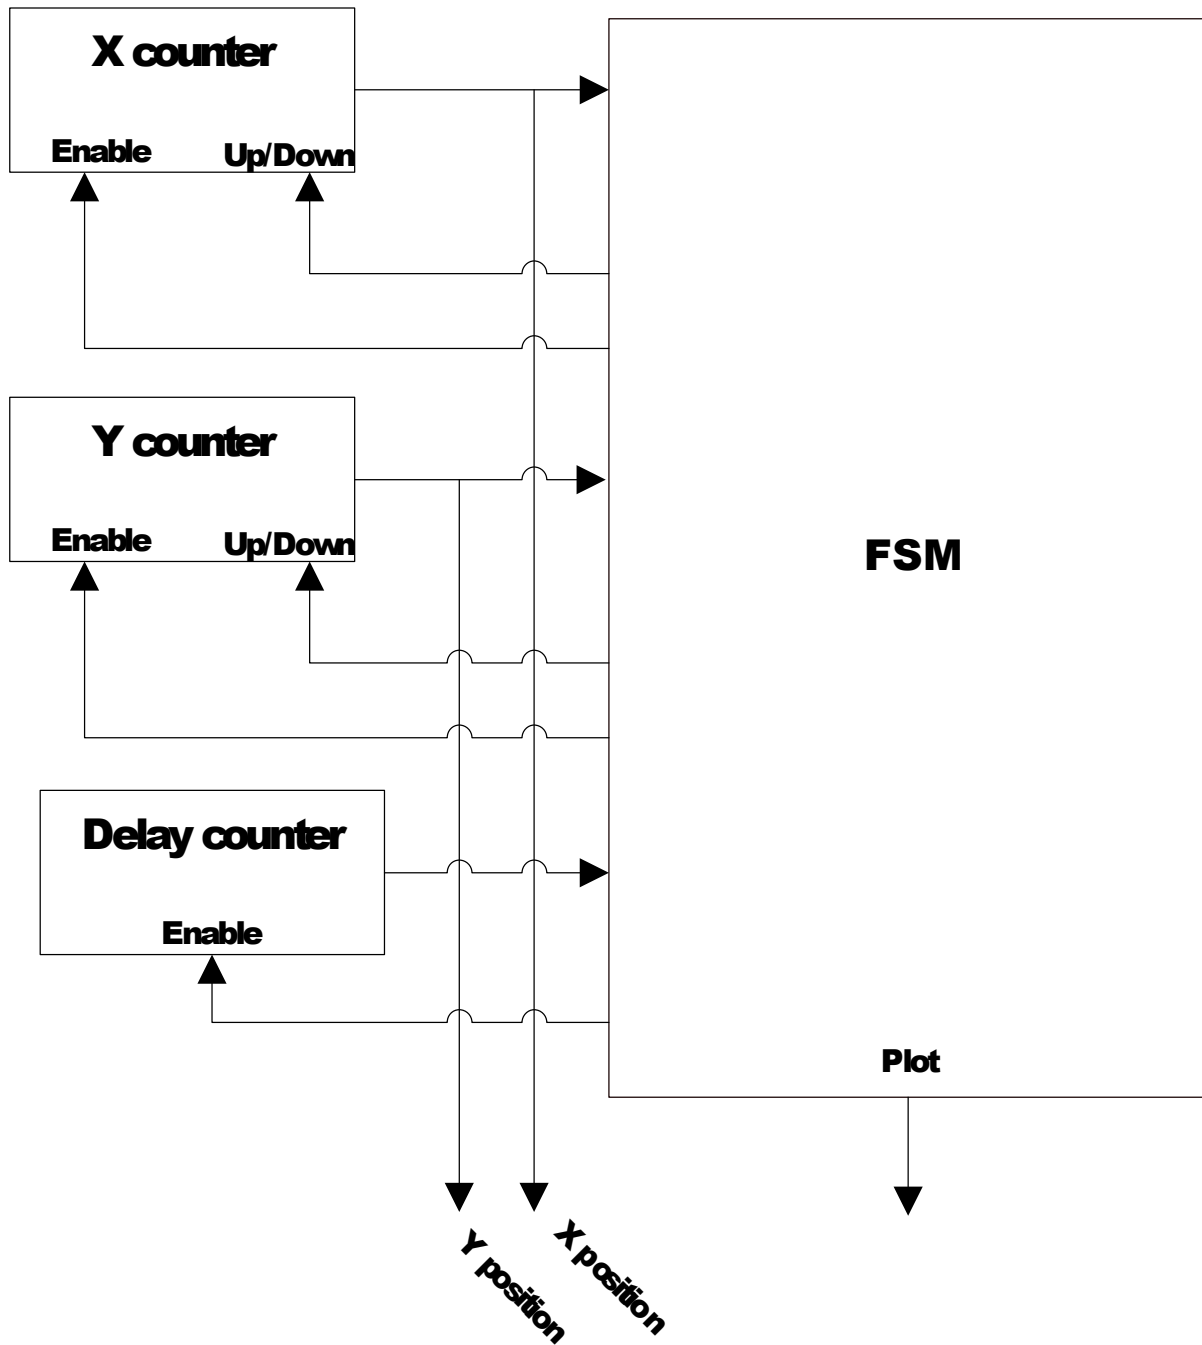 X counter
Enable
Up/Down
Y counter
Enable
Up/Down
FSM
Delay counter
Enable
Plot
X position
Y position